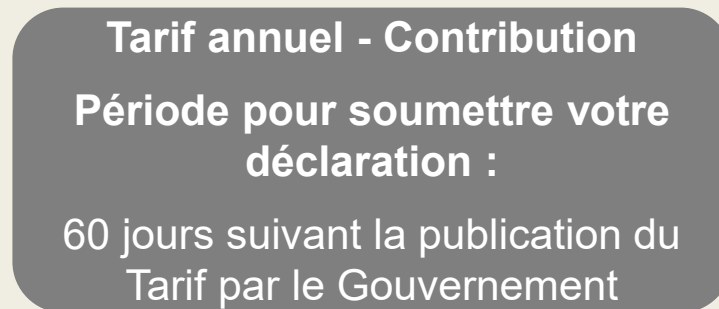 Tarif annuel - Contribution
Période pour soumettre votre
déclaration :
60 jours suivant la publication du
Tarif par le Gouvernement